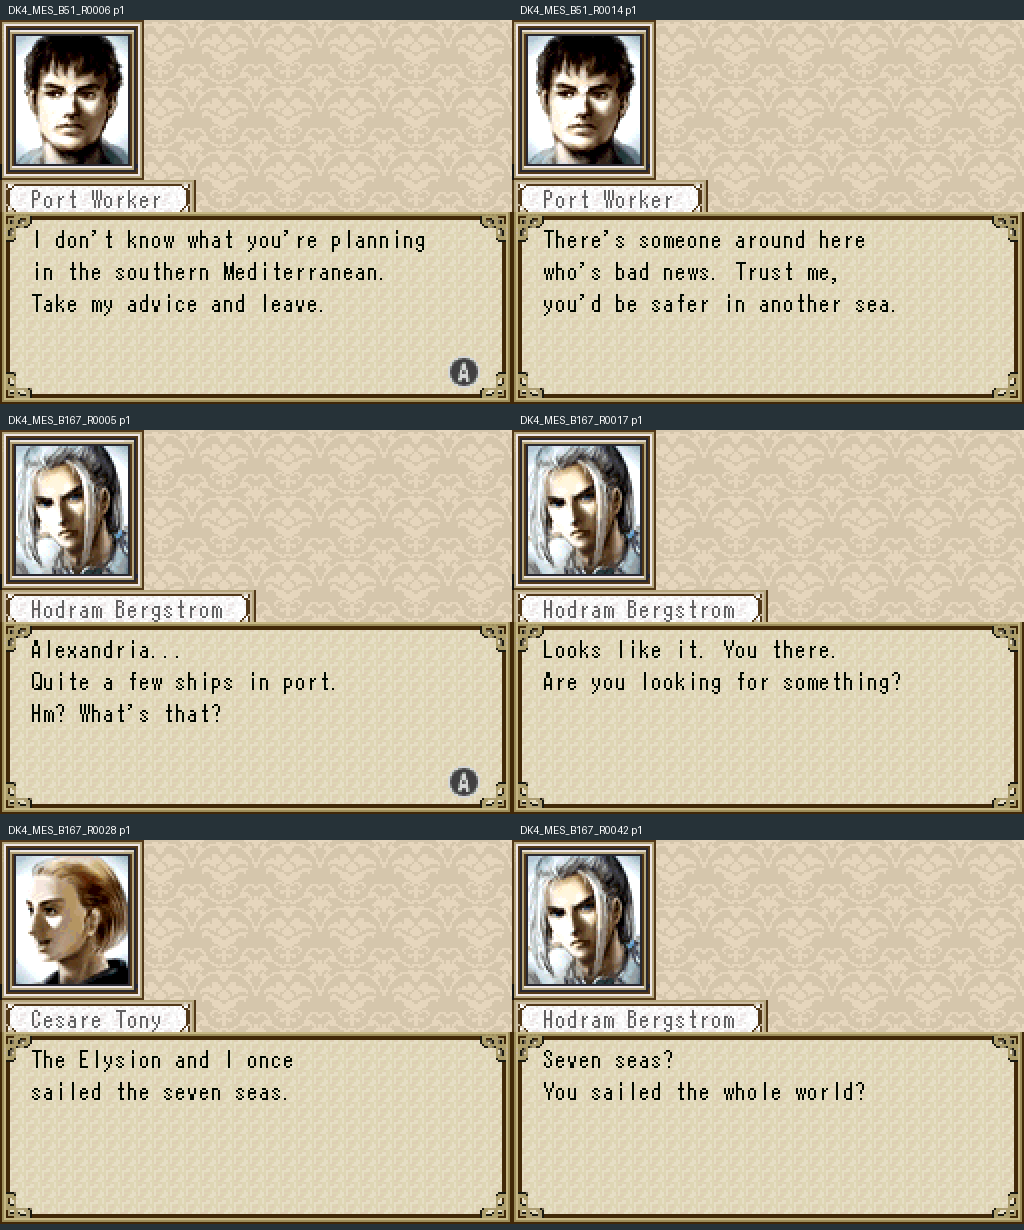 DK4_MES_B51_R0006 p1
Port Worker
I don't know what you're planning
in the southern Mediterranean.
Take my advice and leave.
A
DK4_MES_B51_R0014 p1
Port Worker
There's someone around here
who's bad news. Trust me,
you'd be safer in another sea.
DK4_MES_B167_R0005 p1
Hodram Bergstrom
Alexandria...
Quite a few ships in port.
Hm? What's that?
A
DK4_MES_B167_R0017 p1
Hodram Bergstrom
Looks like it. You there.
Are you looking for something?
DK4_MES_B167_R0028 p1
Cesare Tony
The Elysion and I once
sailed the seven seas.
DK4_MES_B167_R0042 p1
Hodram Bergstrom
Seven seas?
You sailed the whole world?